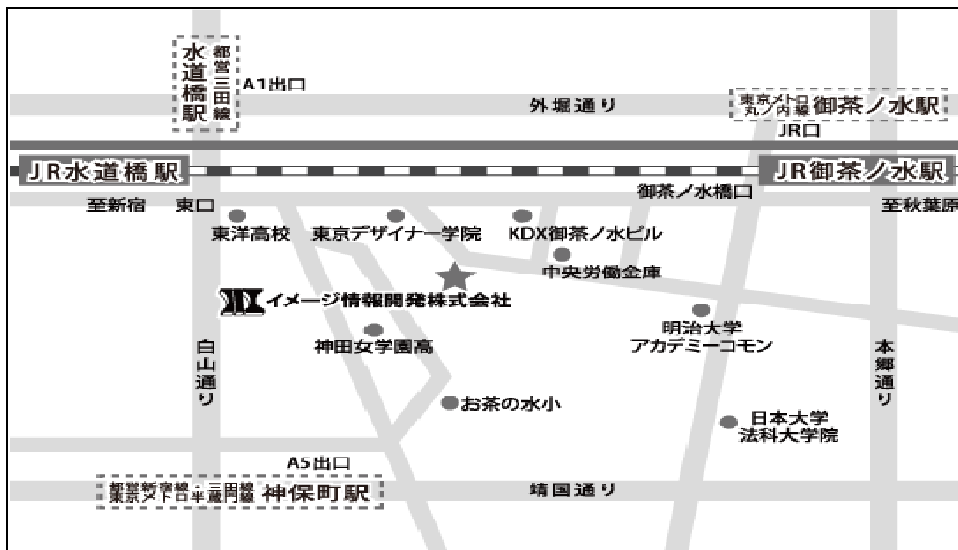 水道橋駅
都営三田線
A1出口
外堀通り
東京メトロ
丸ノ内線
御茶ノ水駅
JR口
JR水道橋駅
JR御茶ノ水駅
御茶ノ水橋口
至新宿
東口
至秋葉原
東洋高校
東京デザイナー学院
KDX御茶ノ水ビル
中央労働金庫
イメージ情報開発株式会社
神田女学園高
明治大学
アカデミーコモン
白山通り
本郷通り
お茶の水小
日本大学
法科大学院
A5出口
都営新宿線・三田線
東京メトロ半蔵門線
神保町駅
靖国通り